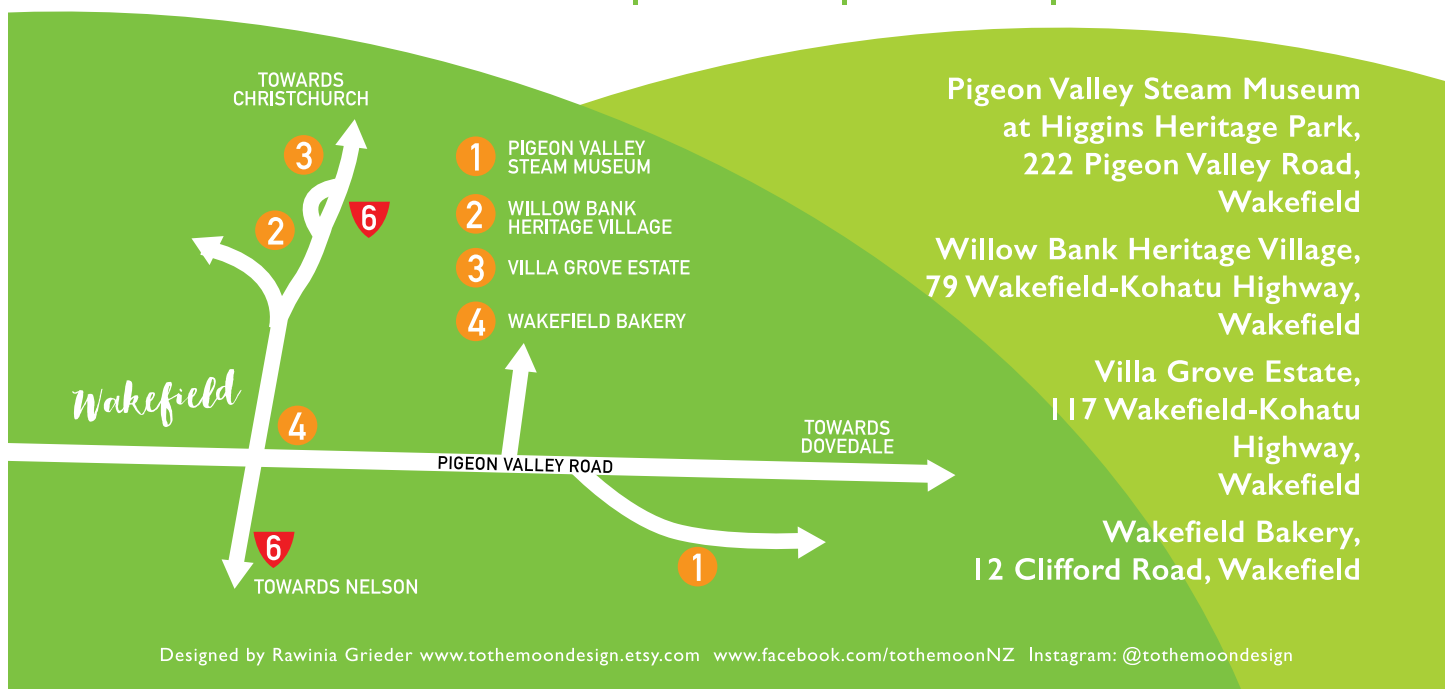 TOWARDS
CHRISTCHURCH
3
2
6
1 PIGEON VALLEY
STEAM MUSEUM
2 WILLOW BANK
HERITAGE VILLAGE
3 VILLA GROVE ESTATE
4 WAKEFIELD BAKERY
Wakefield
4
PIGEON VALLEY ROAD
TOWARDS
DOVEDALE
6
TOWARDS NELSON
1
Pigeon Valley Steam Museum
at Higgins Heritage Park,
222 Pigeon Valley Road,
Wakefield
Willow Bank Heritage Village,
79 Wakefield-Kohatu Highway,
Wakefield
Villa Grove Estate,
117 Wakefield-Kohatu
Highway,
Wakefield
Wakefield Bakery,
12 Clifford Road, Wakefield
Designed by Rawinia Grieder www.tothemoondesign.etsy.com www.facebook.com/tothemoonNZ Instagram: @tothemoondesign